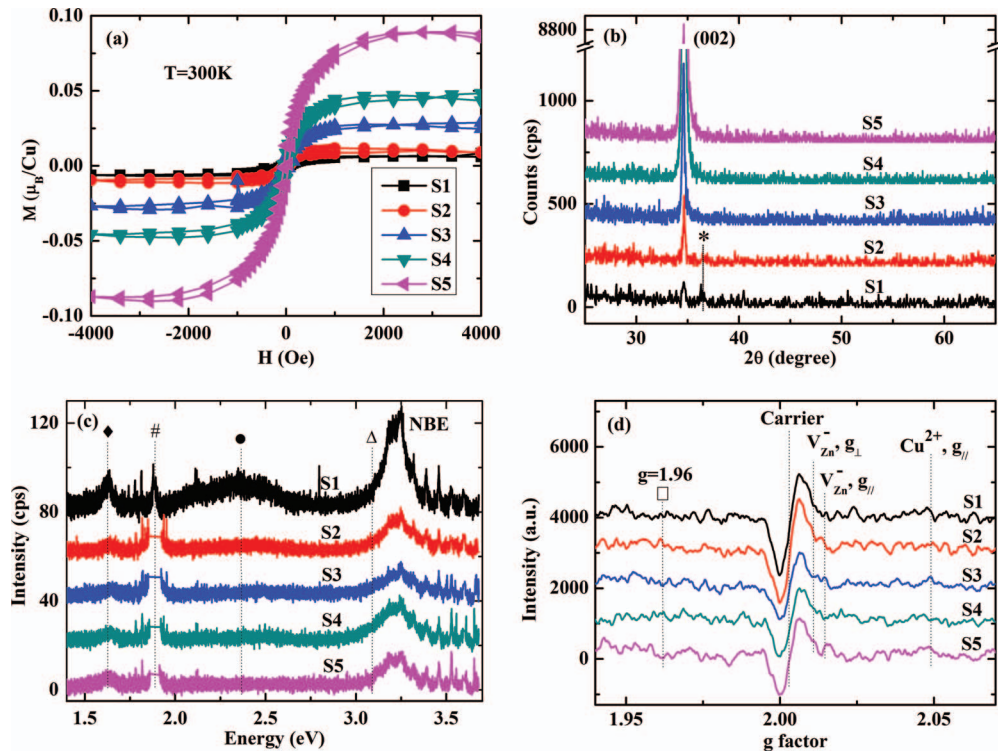 (a)
T=300K
M (μB/Cu)
0.10
0.05
0.00
-0.05
-0.10
S1
S2
S3
S4
S5
-4000 -2000 0 2000 4000
H (Oe)
(b)
(002)
Counts (cps)
8800
1000
500
0
S5
S4
S3
S2
*
S1
30 40 50 60
2θ (degree)
(c)
Intensity (cps)
120
80
40
0
◆ # ● Δ NBE
S1
S2
S3
S4
S5
1.5 2.0 2.5 3.0 3.5
Energy (eV)
(d)
Intensity (a.u.)
6000
4000
2000
0
Carrier
V⁻Zn, g⊥
V⁻Zn, g//
Cu²⁺, g//
g=1.96
□
S1
S2
S3
S4
S5
1.95 2.00 2.05
g factor